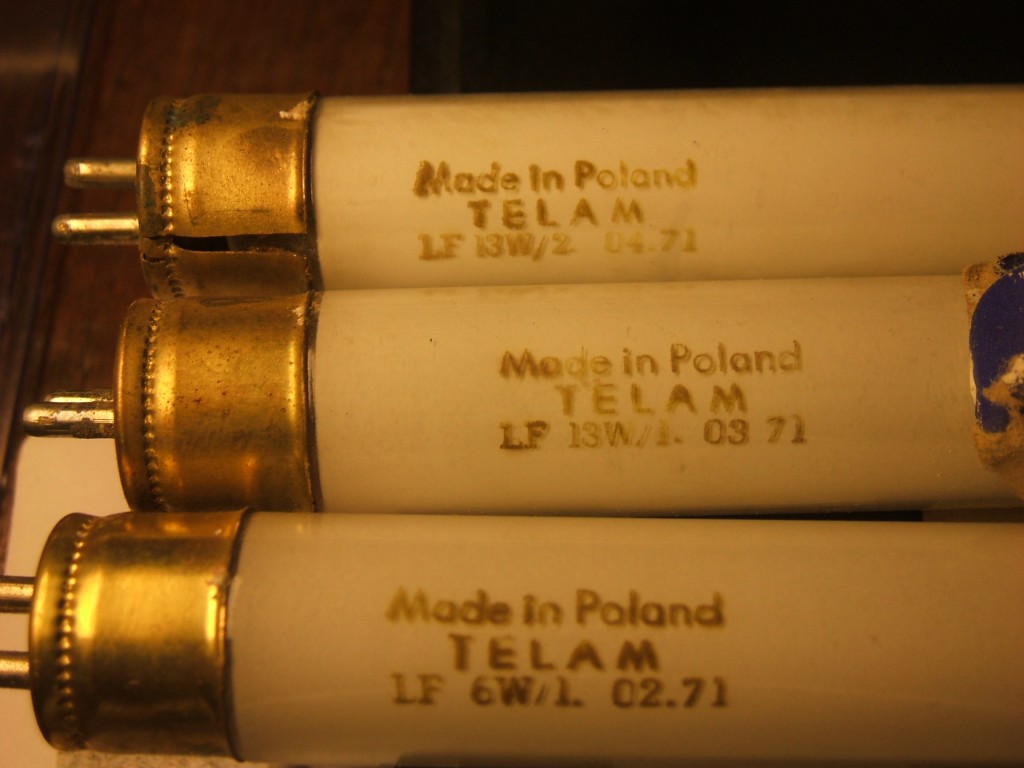 Made in Poland
TELAM
LF 13W/2 04.71
Made in Poland
TELAM
LF 13W/1. 03 71
Made in Poland
TELAM
LF 6W/1. 02.71